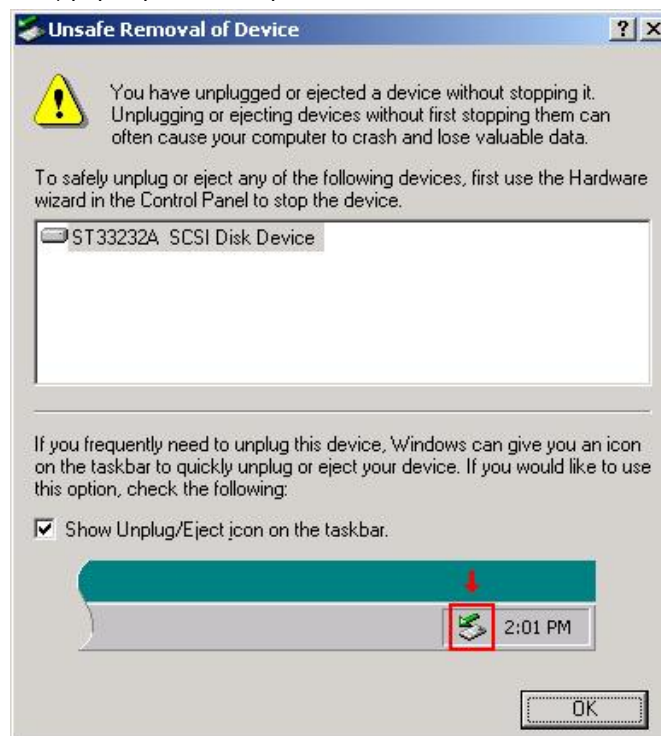 Unsafe Removal of Device
You have unplugged or ejected a device without stopping it.
Unplugging or ejecting devices without first stopping them can
often cause your computer to crash and lose valuable data.
To safely unplug or eject any of the following devices, first use the Hardware
wizard in the Control Panel to stop the device.
ST33232A SCSI Disk Device
If you frequently need to unplug this device, Windows can give you an icon
on the taskbar to quickly unplug or eject your device. If you would like to use
this option, check the following:
Show Unplug/Eject icon on the taskbar.
2:01 PM
OK